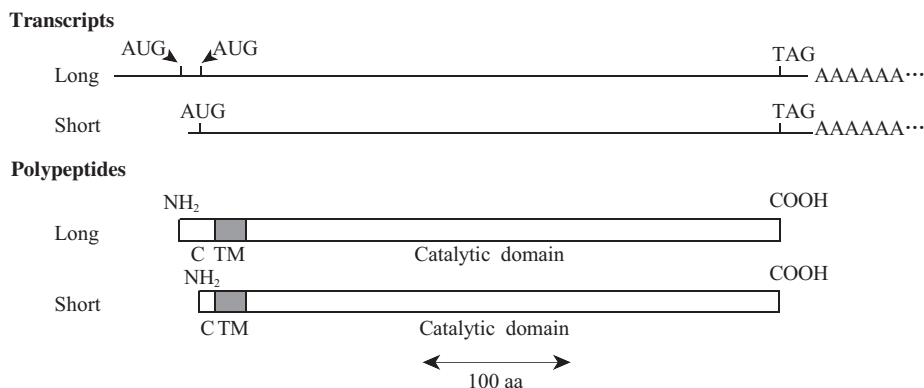 Transcripts
AUG AUG TAG
Long AAAAAA···
AUG TAG
Short AAAAAA···
Polypeptides
NH₂ COOH
Long
C TM Catalytic domain
NH₂ COOH
Short
C TM Catalytic domain
100 aa